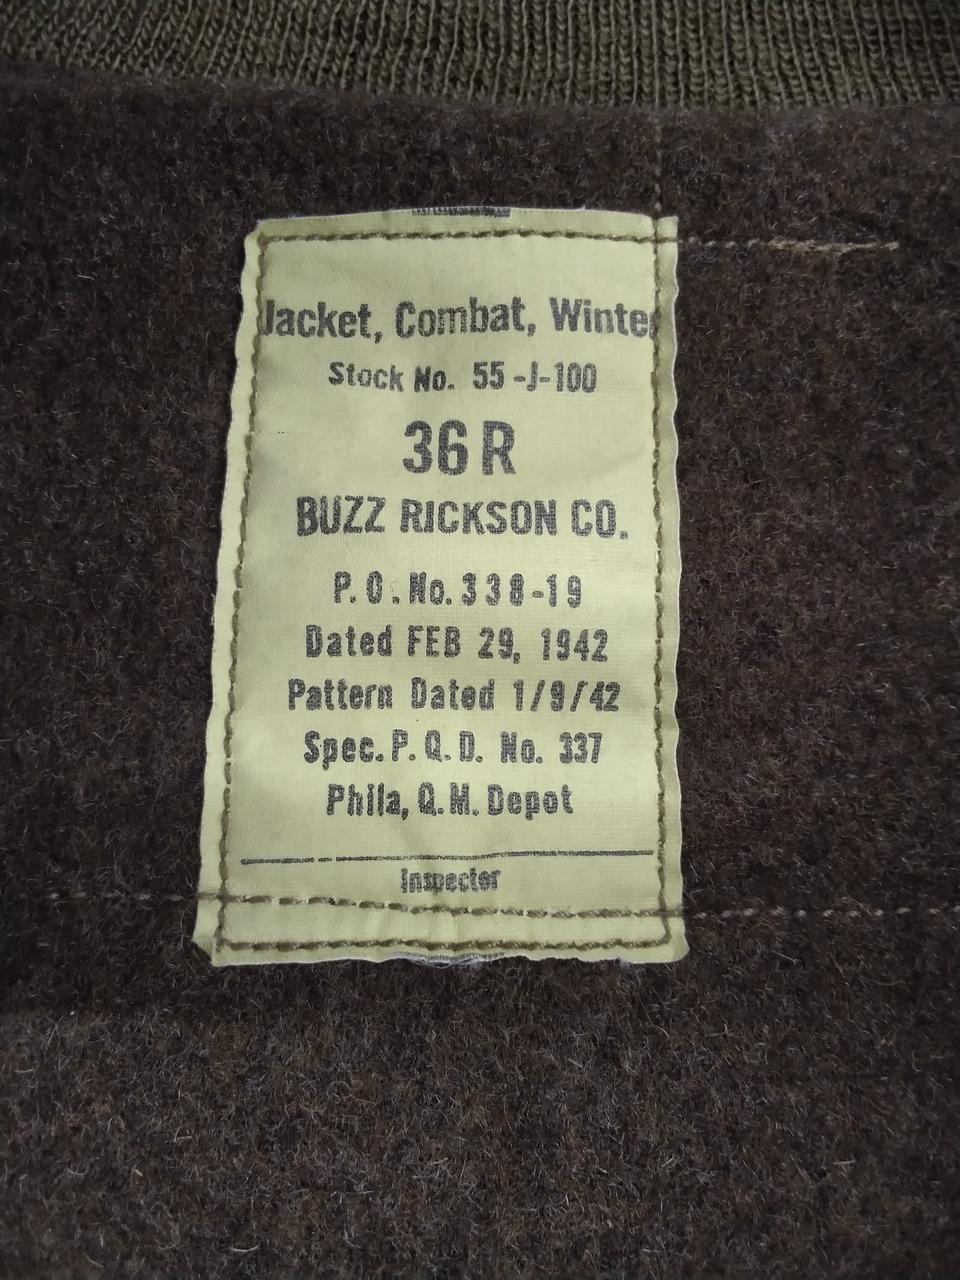 Jacket, Combat, Winter
Stock No. 55-J-100
36 R
BUZZ RICKSON CO.
P.O. No. 338-19
Dated FEB 29, 1942
Pattern Dated 1/9/42
Spec. P. Q. D. No. 337
Phila, Q. M. Depot
Inspector